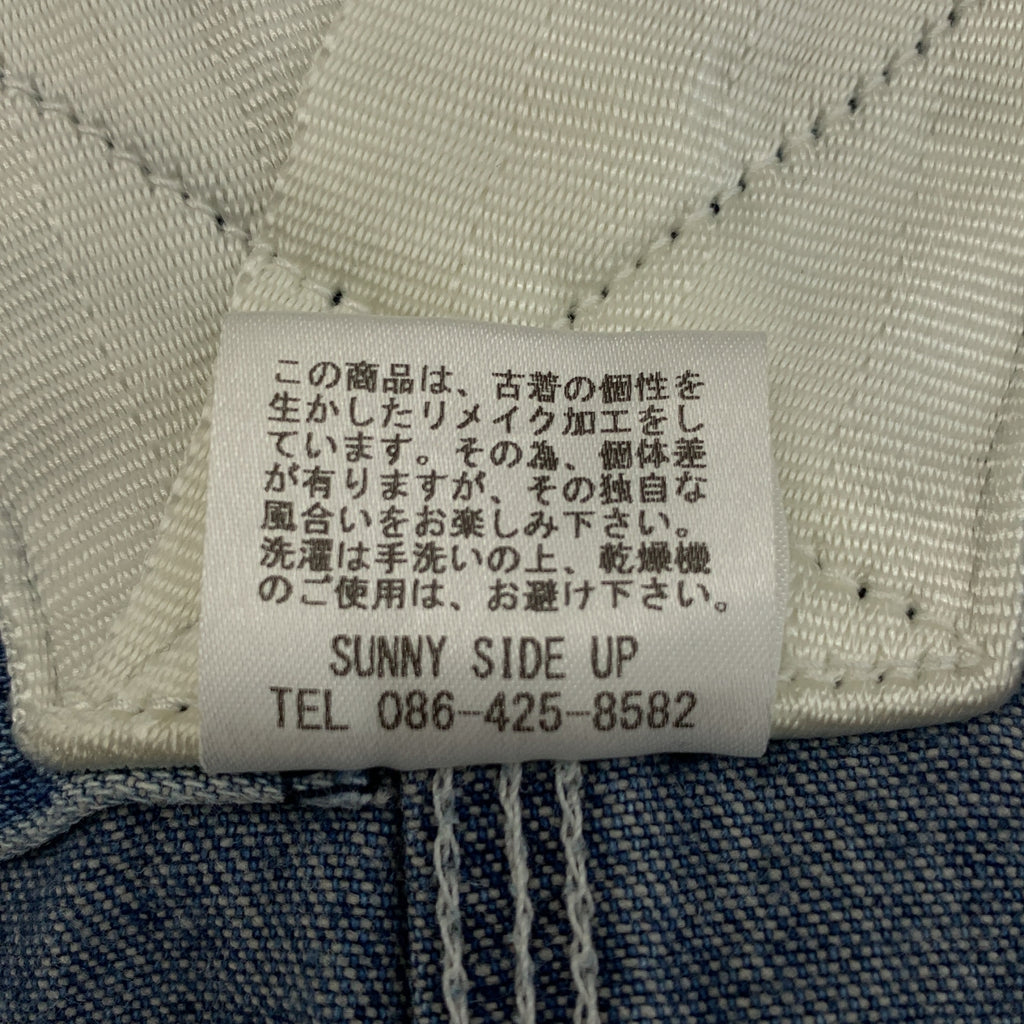 この商品は、古着の個性を
生かしたリメイク加工をし
ています。その為、個体差
が有りますが、その独自な
風合いをお楽しみ下さい。
洗濯は手洗いの上、乾燥機
のご使用は、お避け下さい。
SUNNY SIDE UP
TEL 086-425-8582